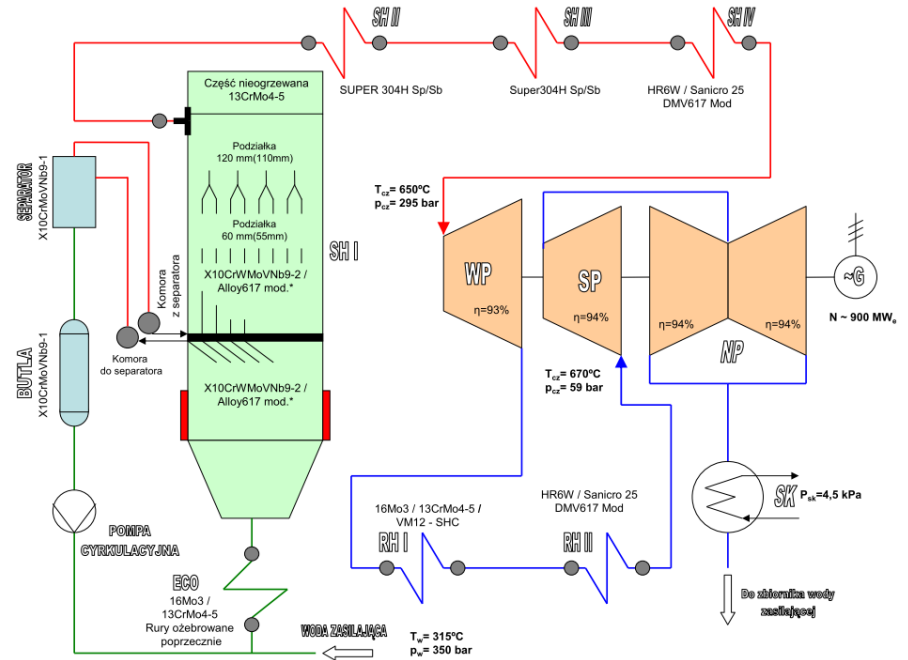 SH II
SH III
SH IV
SUPER 304H Sp/Sb
Super304H Sp/Sb
HR6W / Sanicro 25
DMV617 Mod
Część nieogrzewana
13CrMo4-5
Podziałka
120 mm(110mm)
Podziałka
60 mm(55mm)
SH I
X10CrWMoVNb9-2 /
Alloy617 mod.*
X10CrWMoVNb9-2 /
Alloy617 mod.*
SEPARATOR
X10CrMoVNb9-1
BUTLA
X10CrMoVNb9-1
Komora
z separatora
Komora
do separatora
POMPA
CYRKULACYJNA
ECO
16Mo3 /
13CrMo4-5
Rury ożebrowane
poprzecznie
WODA ZASILAJĄCA
Tw= 315ºC
pw= 350 bar
Tcz= 650ºC
pcz= 295 bar
WP
η=93%
SP
η=94%
η=94%
η=94%
NP
~G
N ~ 900 MWe
Tcz= 670ºC
pcz= 59 bar
16Mo3 / 13CrMo4-5 /
VM12 - SHC
RH I
HR6W / Sanicro 25
DMV617 Mod
RH II
SK
Psk=4,5 kPa
Do zbiornika wody
zasilającej